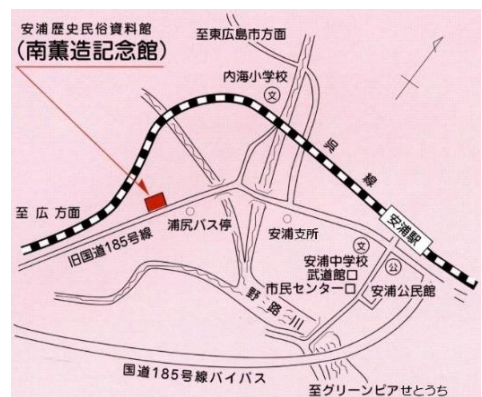 安浦歴史民俗資料館
(南薫造記念館)
至東広島市方面
内海小学校
文
呉線
至 広 方面
浦尻バス停
旧国道185号線
安浦支所
安浦駅
文
公
安浦中学校
武道館
市民センター
安浦公民館
野路川
国道185号線バイパス
至グリーンピアせとうち